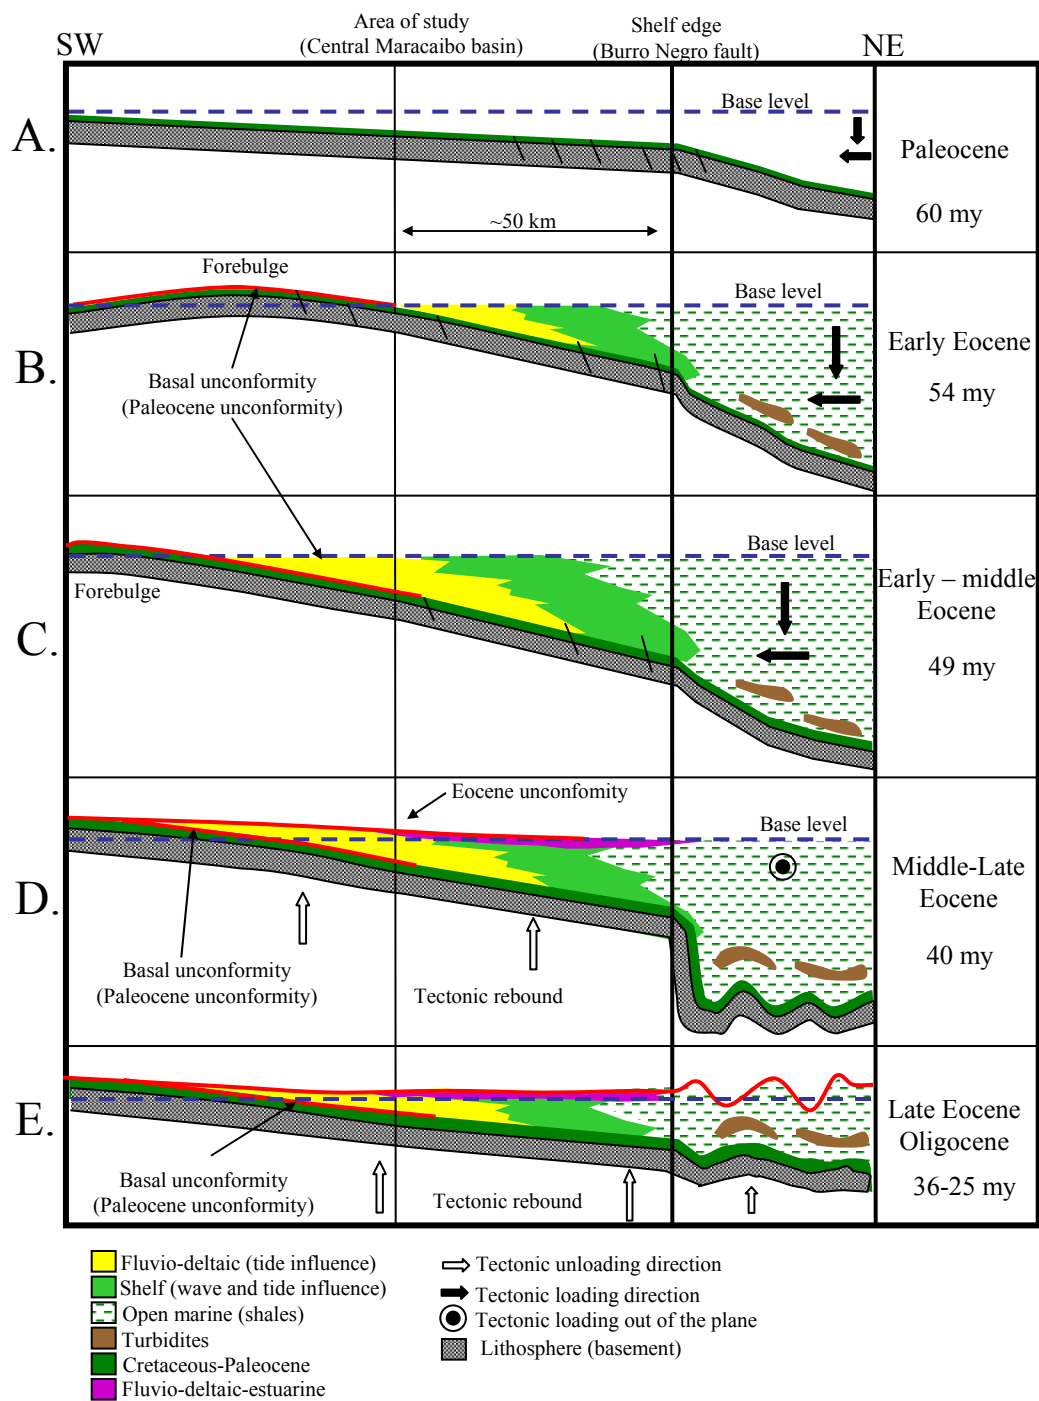 SW
Area of study
(Central Maracaibo basin)
Shelf edge
(Burro Negro fault)
NE
A.
Base level
Paleocene
60 my
~50 km
B.
Forebulge
Base level
Basal unconformity
(Paleocene unconformity)
Early Eocene
54 my
C.
Forebulge
Base level
Early – middle
Eocene
49 my
D.
Eocene unconfomity
Base level
Basal unconformity
(Paleocene unconformity)
Tectonic rebound
Middle-Late
Eocene
40 my
E.
Basal unconformity
(Paleocene unconformity)
Tectonic rebound
Late Eocene
Oligocene
36-25 my
Fluvio-deltaic (tide influence)
Shelf (wave and tide influence)
Open marine (shales)
Turbidites
Cretaceous-Paleocene
Fluvio-deltaic-estuarine
Tectonic unloading direction
Tectonic loading direction
Tectonic loading out of the plane
Lithosphere (basement)